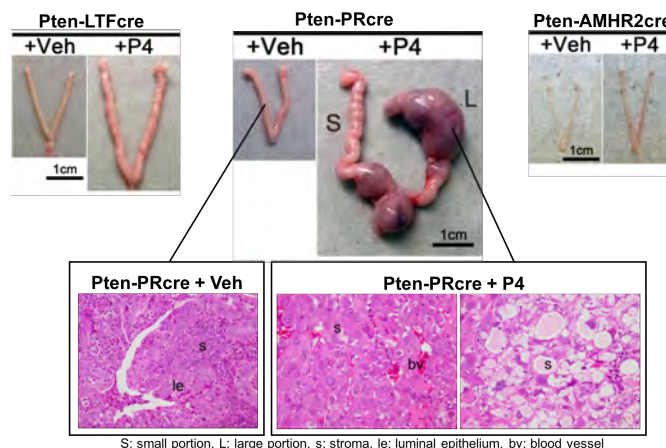 Pten-LTFcre
Pten-PRcre
Pten-AMHR2cre
+Veh +P4
+Veh +P4
+Veh +P4
S
L
1cm
1cm
1cm
Pten-PRcre + Veh
Pten-PRcre + P4
s
le
s
bv
s
S: small portion, L: large portion, s: stroma, le: luminal epithelium, bv: blood vessel